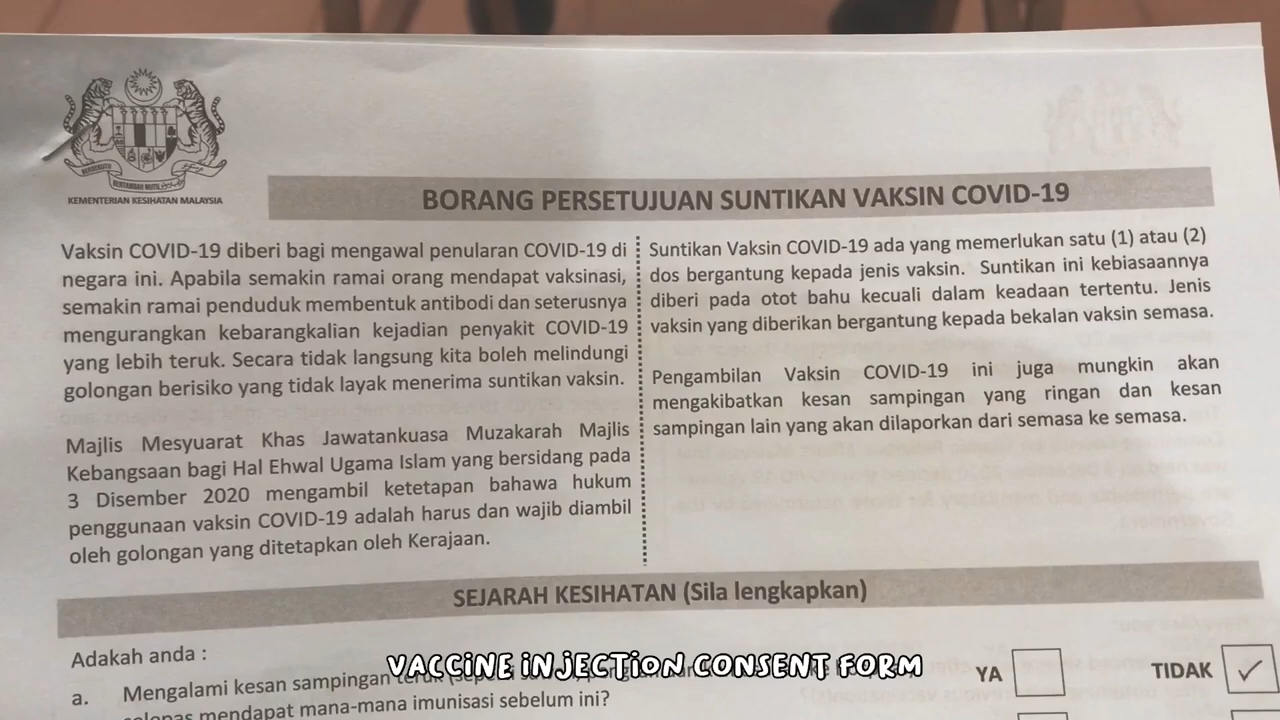 KEMENTERIAN KESIHATAN MALAYSIA
BORANG PERSETUJUAN SUNTIKAN VAKSIN COVID-19
Vaksin COVID-19 diberi bagi mengawal penularan COVID-19 di
negara ini. Apabila semakin ramai orang mendapat vaksinasi,
semakin ramai penduduk membentuk antibodi dan seterusnya
mengurangkan kebarangkalian kejadian penyakit COVID-19
yang lebih teruk. Secara tidak langsung kita boleh melindungi
golongan berisiko yang tidak layak menerima suntikan vaksin.
Majlis Mesyuarat Khas Jawatankuasa Muzakarah Majlis
Kebangsaan bagi Hal Ehwal Ugama Islam yang bersidang pada
3 Disember 2020 mengambil ketetapan bahawa hukum
penggunaan vaksin COVID-19 adalah harus dan wajib diambil
oleh golongan yang ditetapkan oleh Kerajaan.
Suntikan Vaksin COVID-19 ada yang memerlukan satu (1) atau (2)
dos bergantung kepada jenis vaksin. Suntikan ini kebiasaannya
diberi pada otot bahu kecuali dalam keadaan tertentu. Jenis
vaksin yang diberikan bergantung kepada bekalan vaksin semasa.
Pengambilan Vaksin COVID-19 ini juga mungkin akan
mengakibatkan kesan sampingan yang ringan dan kesan
sampingan lain yang akan dilaporkan dari semasa ke semasa.
SEJARAH KESIHATAN (Sila lengkapkan)
Adakah anda :
a. Mengalami kesan sampingan teruk
YA TIDAK ✓
selepas mendapat mana-mana imunisasi sebelum ini?
VACCINE INJECTION CONSENT FORM